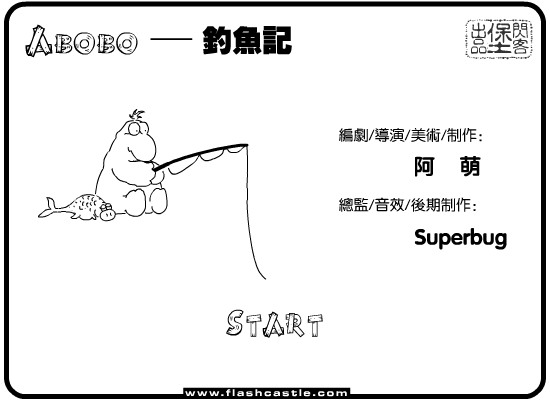 ABOBO — 釣魚記
閃客堡出品
編劇/導演/美術/制作:
阿 萌
總監/音效/後期制作:
Superbug
START
www.flashcastle.com